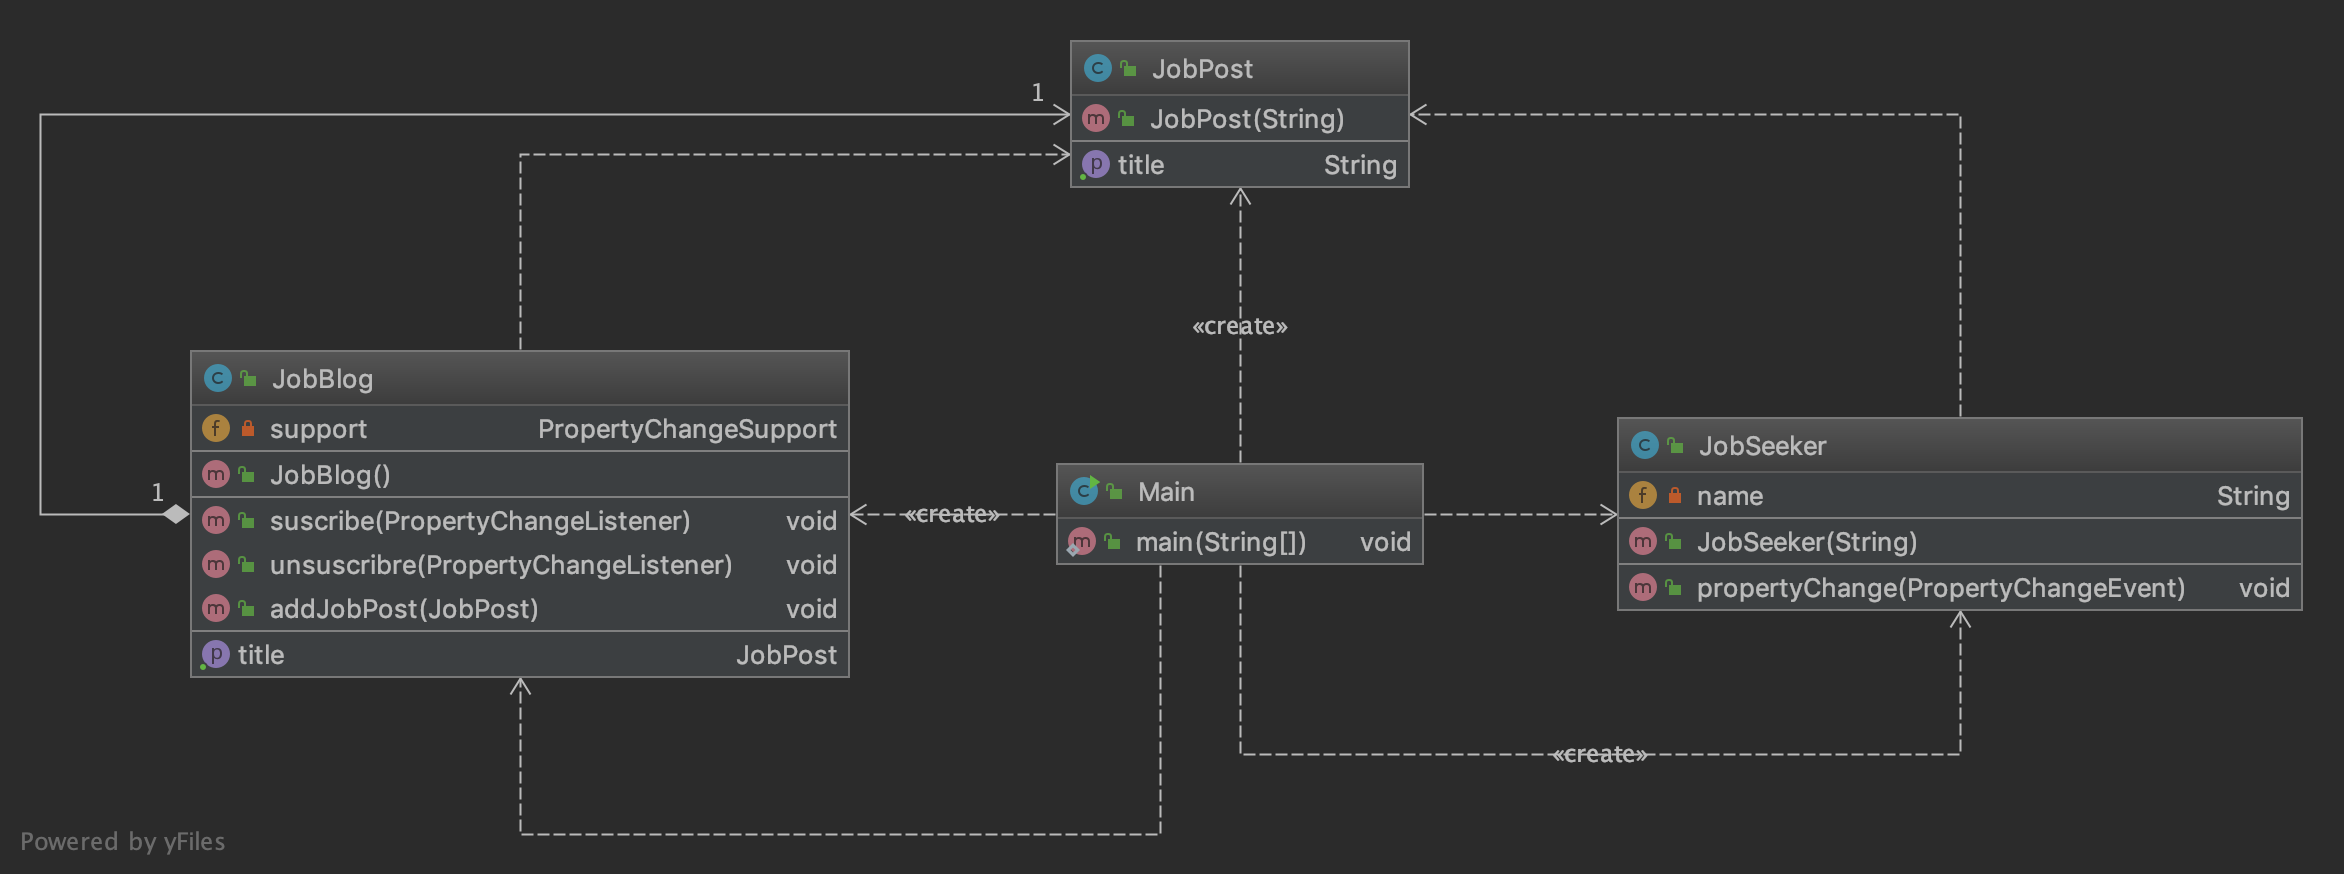 JobPost
1
JobPost(String)
title String
«create»
JobBlog
support PropertyChangeSupport
JobBlog()
1
suscribe(PropertyChangeListener) void
unsuscribre(PropertyChangeListener) void
addJobPost(JobPost) void
title JobPost
«create»
Main
main(String[]) void
JobSeeker
name String
JobSeeker(String)
propertyChange(PropertyChangeEvent) void
«create»
Powered by yFiles